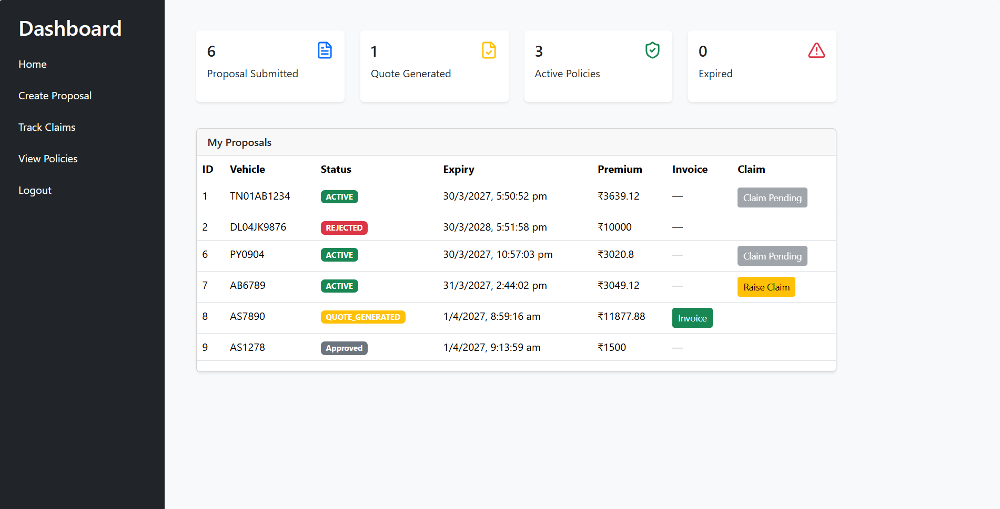 Dashboard
Home
Create Proposal
Track Claims
View Policies
Logout
6
Proposal Submitted
1
Quote Generated
3
Active Policies
0
Expired
My Proposals
ID Vehicle Status Expiry Premium Invoice Claim
1 TN01AB1234 ACTIVE 30/3/2027, 5:50:52 pm ₹3639.12 — Claim Pending
2 DL04JK9876 REJECTED 30/3/2028, 5:51:58 pm ₹10000 —
6 PY0904 ACTIVE 30/3/2027, 10:57:03 pm ₹3020.8 — Claim Pending
7 AB6789 ACTIVE 31/3/2027, 2:44:02 pm ₹3049.12 — Raise Claim
8 AS7890 QUOTE_GENERATED 1/4/2027, 8:59:16 am ₹11877.88 Invoice
9 AS1278 Approved 1/4/2027, 9:13:59 am ₹1500 —